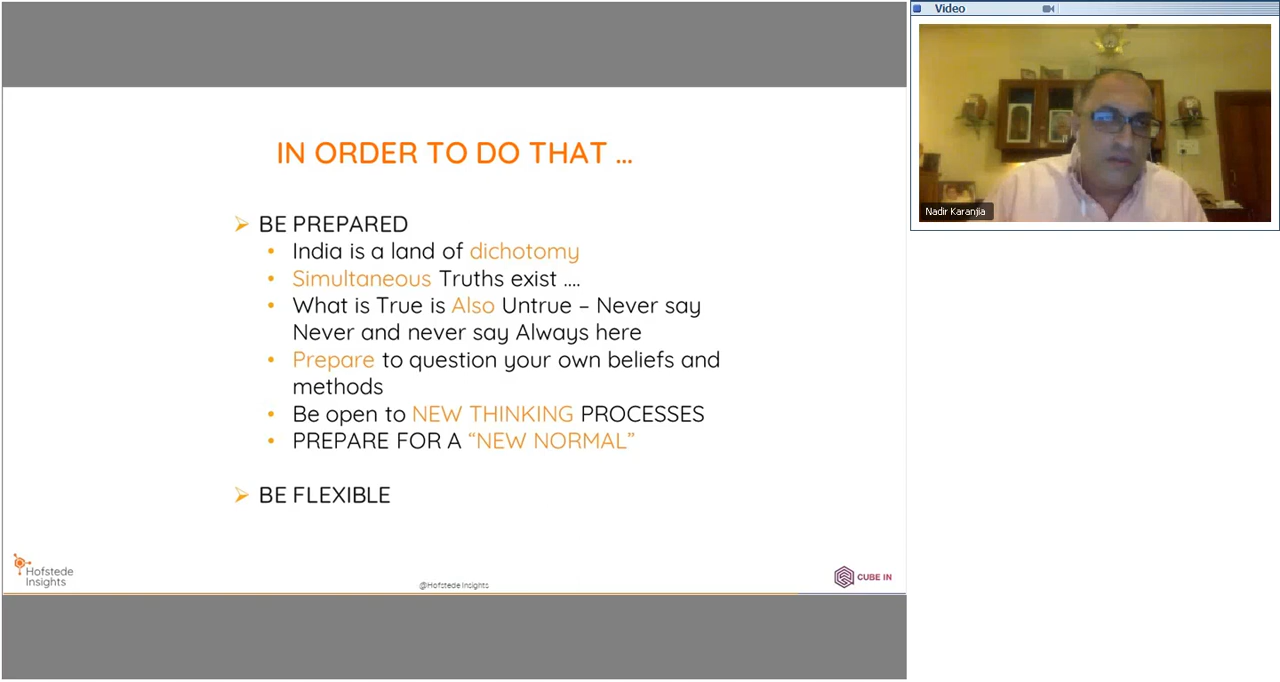 Video
IN ORDER TO DO THAT ...
BE PREPARED
India is a land of dichotomy
Simultaneous Truths exist ....
What is True is Also Untrue – Never say
Never and never say Always here
Prepare to question your own beliefs and
methods
Be open to NEW THINKING PROCESSES
PREPARE FOR A “NEW NORMAL”
BE FLEXIBLE
Hofstede
Insights
@Hofstede Insights
CUBE IN
Nadir Karanjia